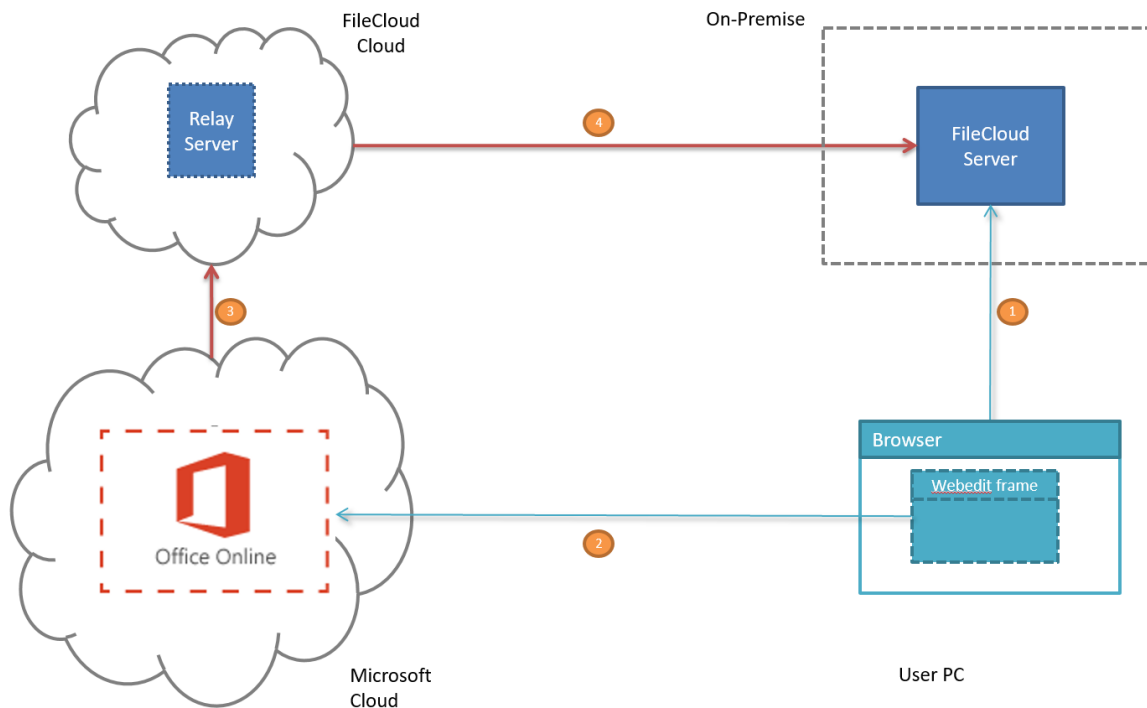 FileCloud
Cloud
On-Premise
Relay
Server
4
FileCloud
Server
3
1
Browser
Webedit frame
Office Online
2
Microsoft
Cloud
User PC